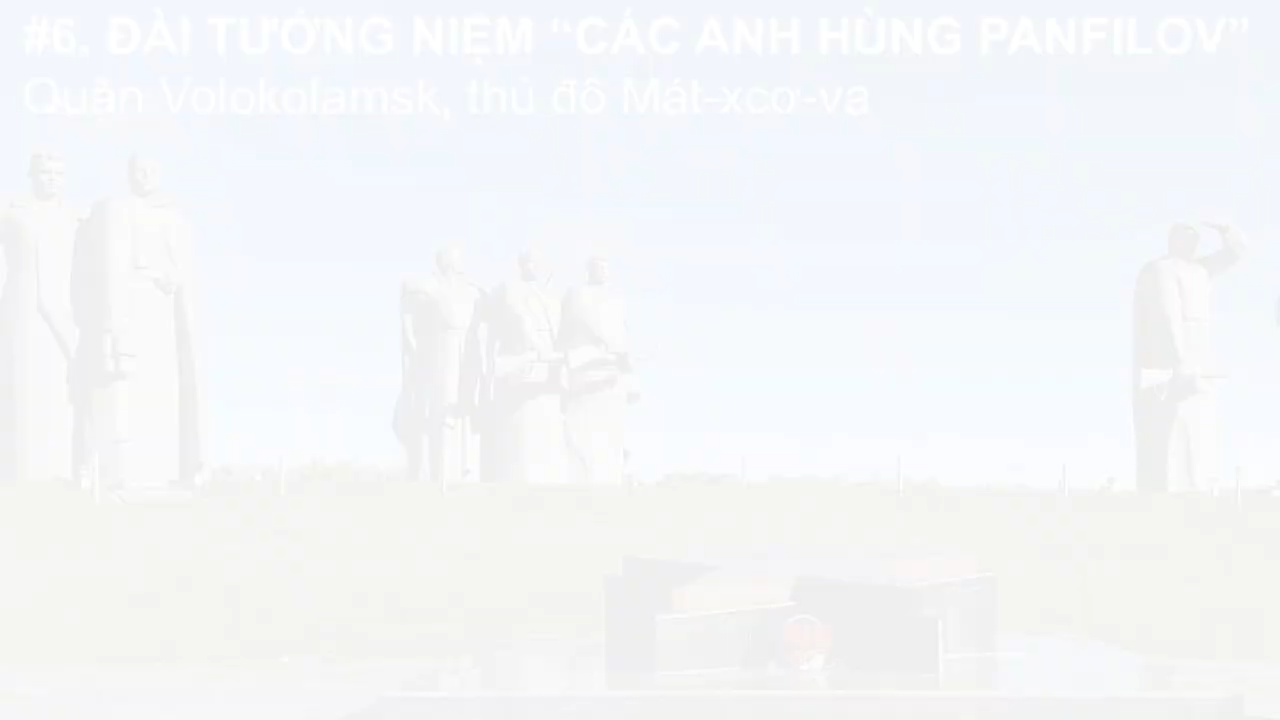 #6. ĐÀI TƯỞNG NIỆM “CÁC ANH HÙNG PANFILOV”
Quận Volokolamsk, thủ đô Mát-xcơ-va